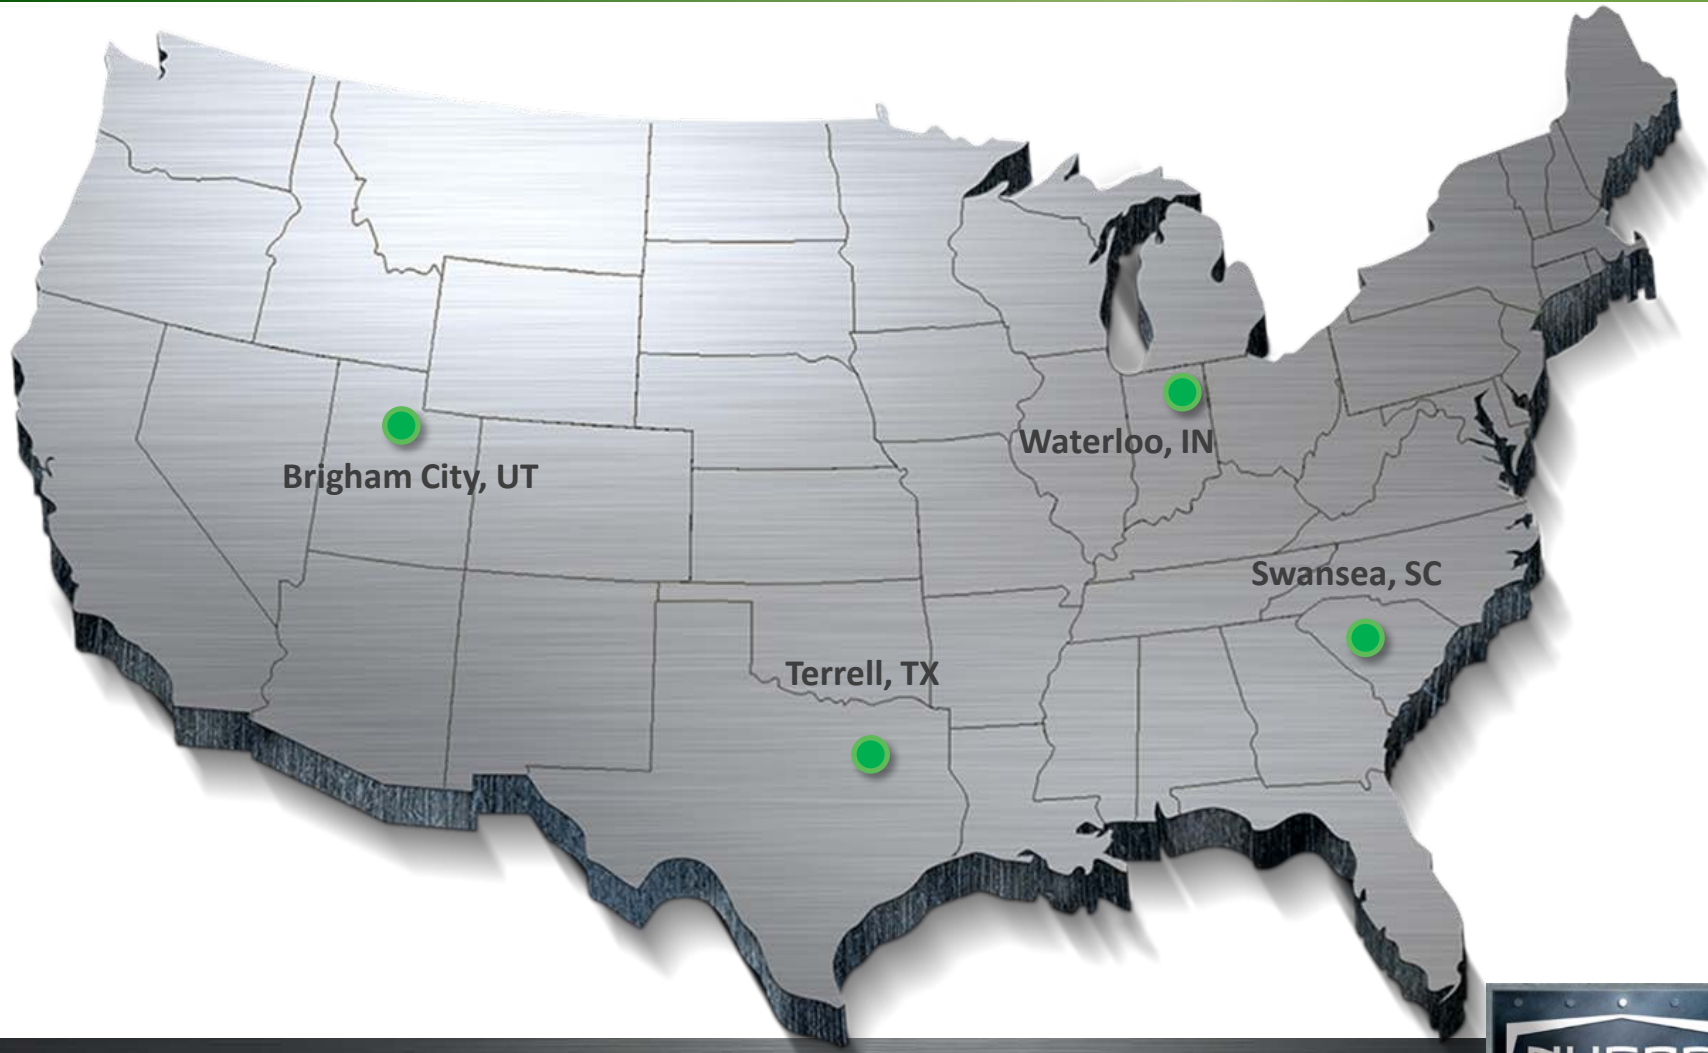 Waterloo, IN
Brigham City, UT
Swansea, SC
Terrell, TX